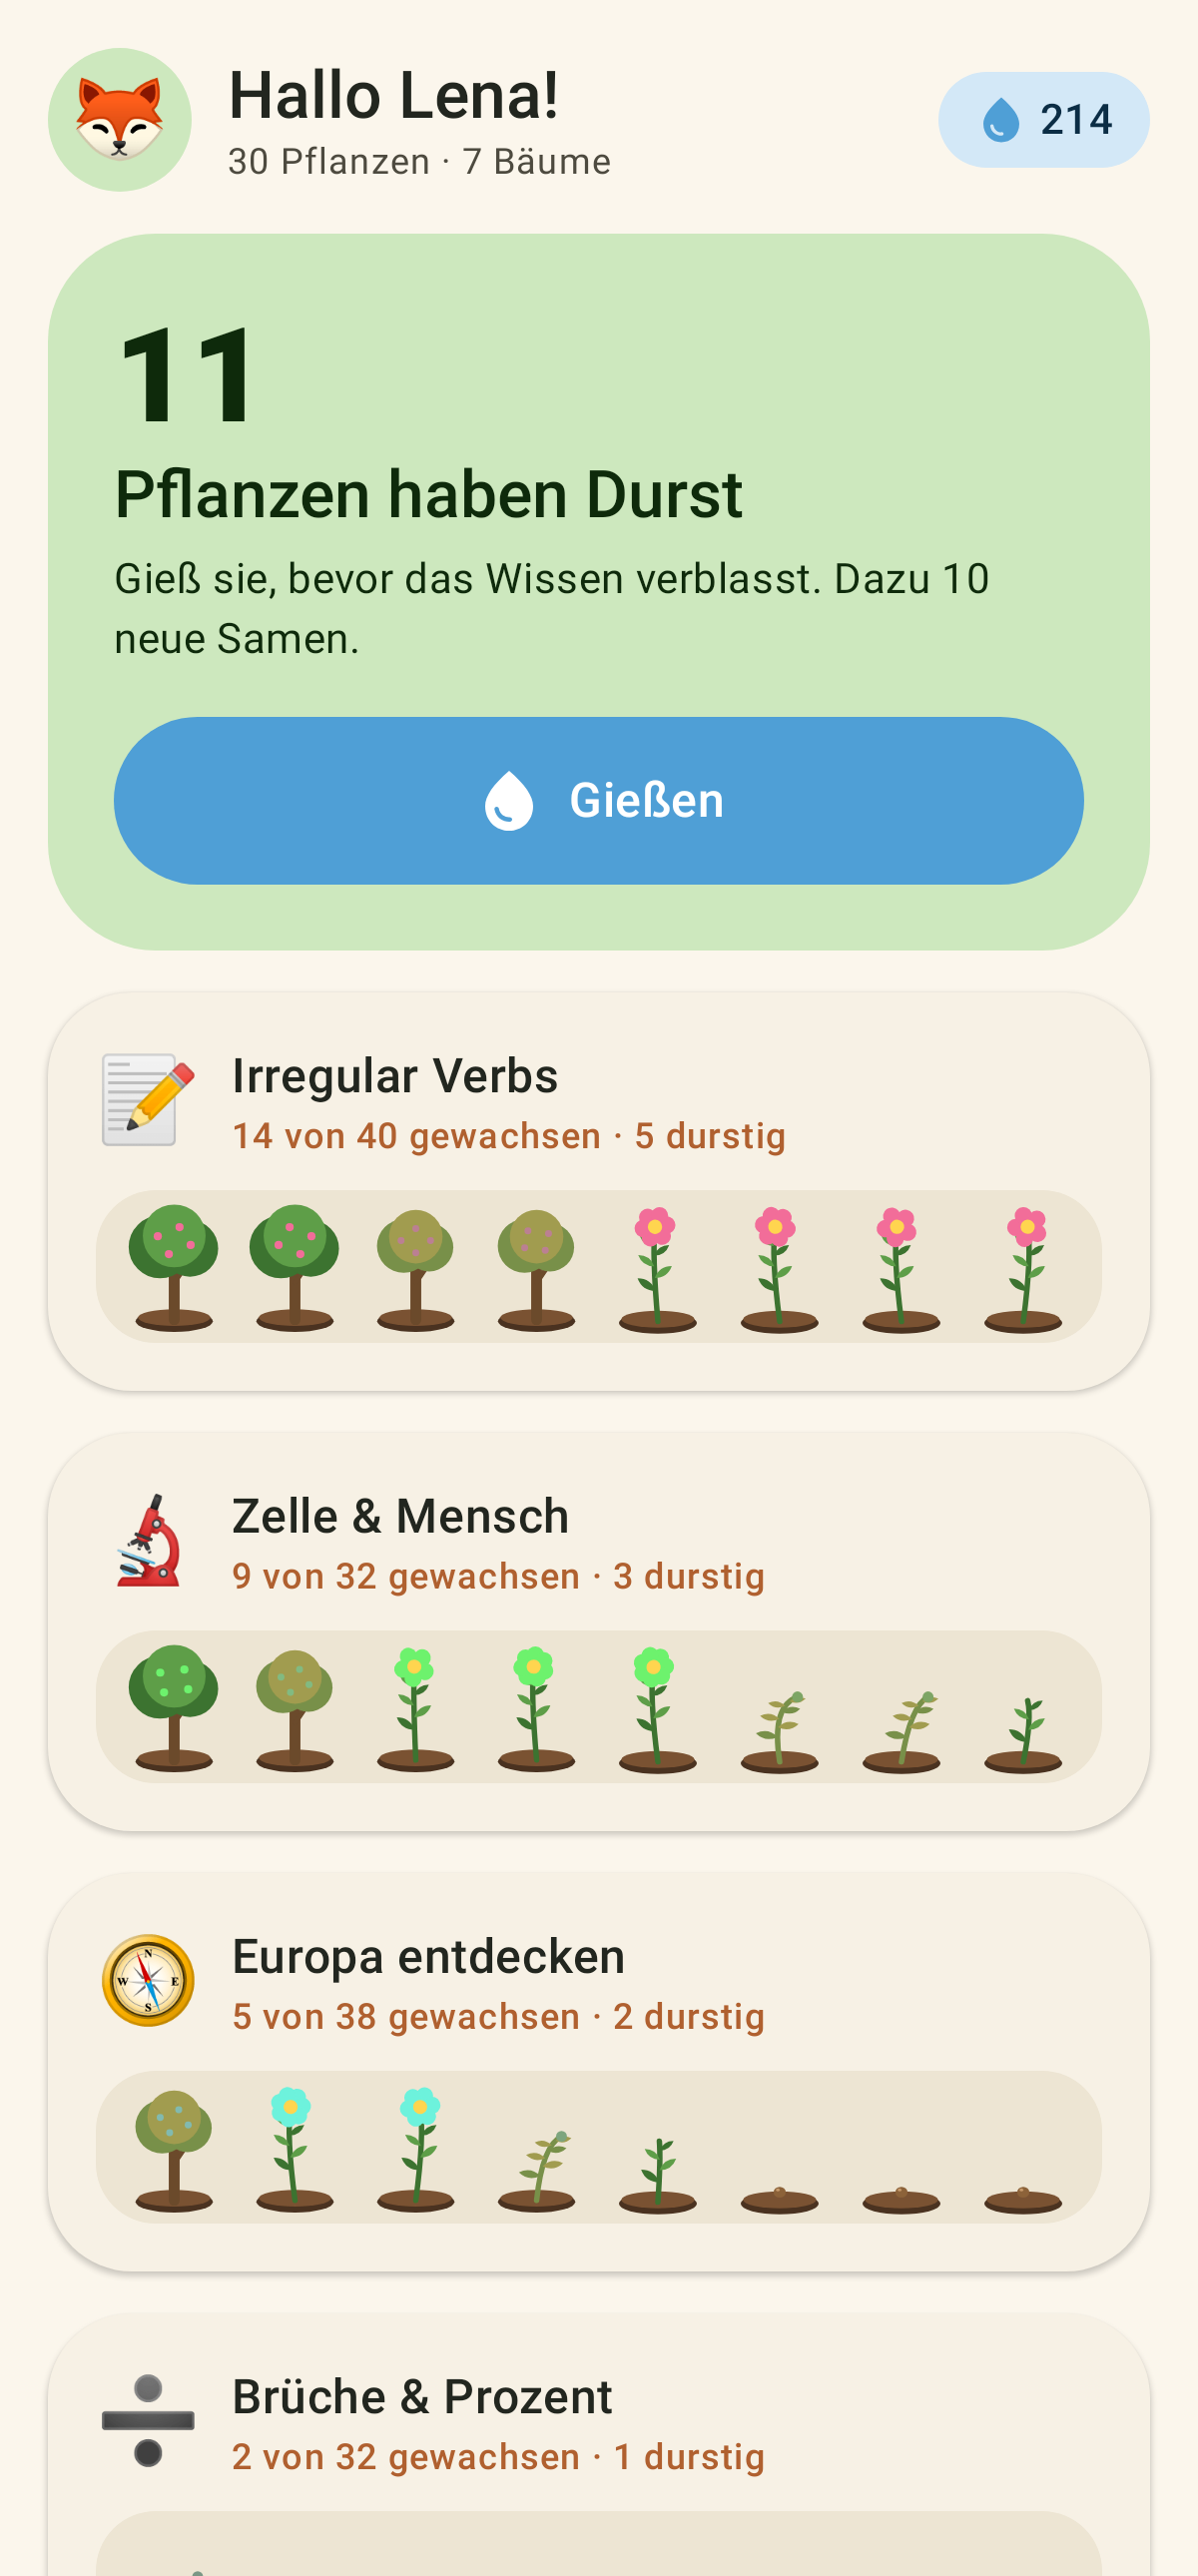 Hallo Lena!
30 Pflanzen · 7 Bäume
214
11
Pflanzen haben Durst
Gieß sie, bevor das Wissen verblasst. Dazu 10
neue Samen.
Gießen
Irregular Verbs
14 von 40 gewachsen · 5 durstig
Zelle & Mensch
9 von 32 gewachsen · 3 durstig
N
W E
S
Europa entdecken
5 von 38 gewachsen · 2 durstig
Brüche & Prozent
2 von 32 gewachsen · 1 durstig